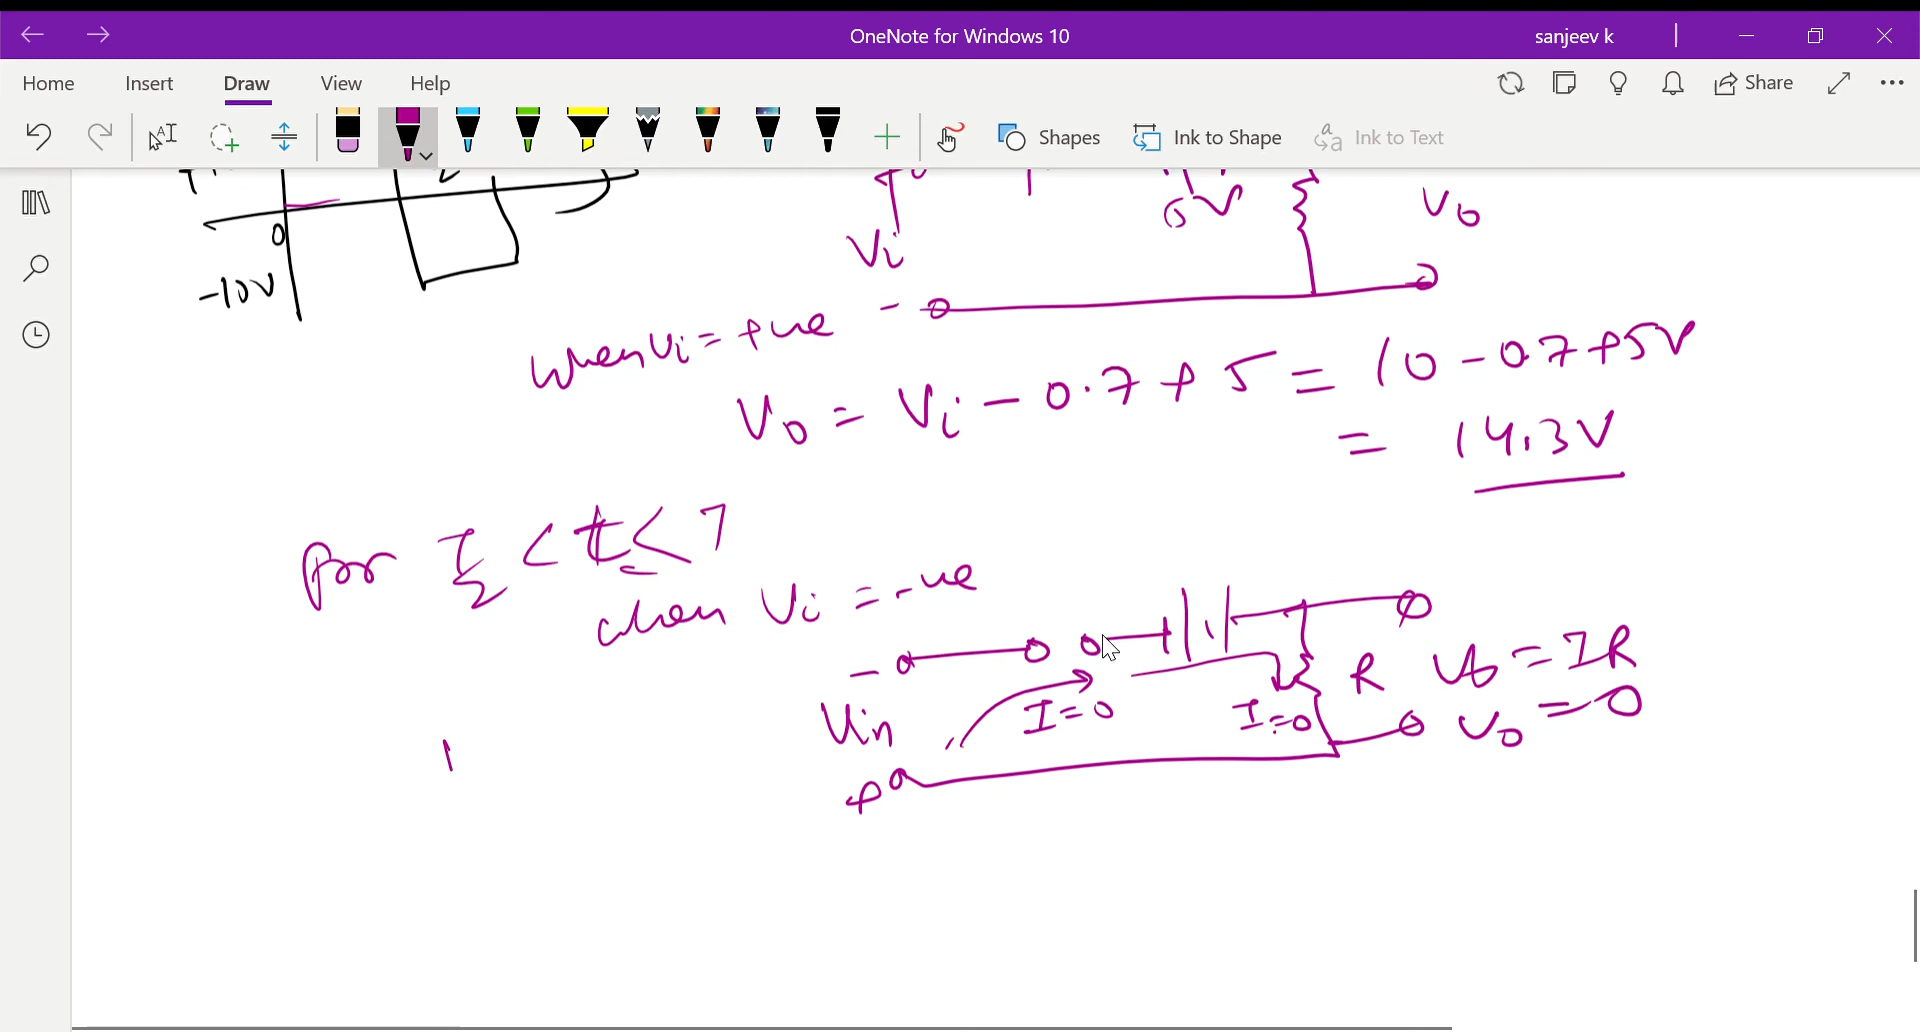 OneNote for Windows 10
sanjeev k
Home Insert Draw View Help
Share
Shapes Ink to Shape Ink to Text
0
-10V
Vi
5V
Vo
-
when Vi = +ve
Vo = Vi - 0.7 + 5 = 10 - 0.7 + 5V
= 14.3V
for T/2 < t < T
when Vi = -ve
-
Vin
+
I = 0
I = 0
R
Vo = IR
Vo = 0